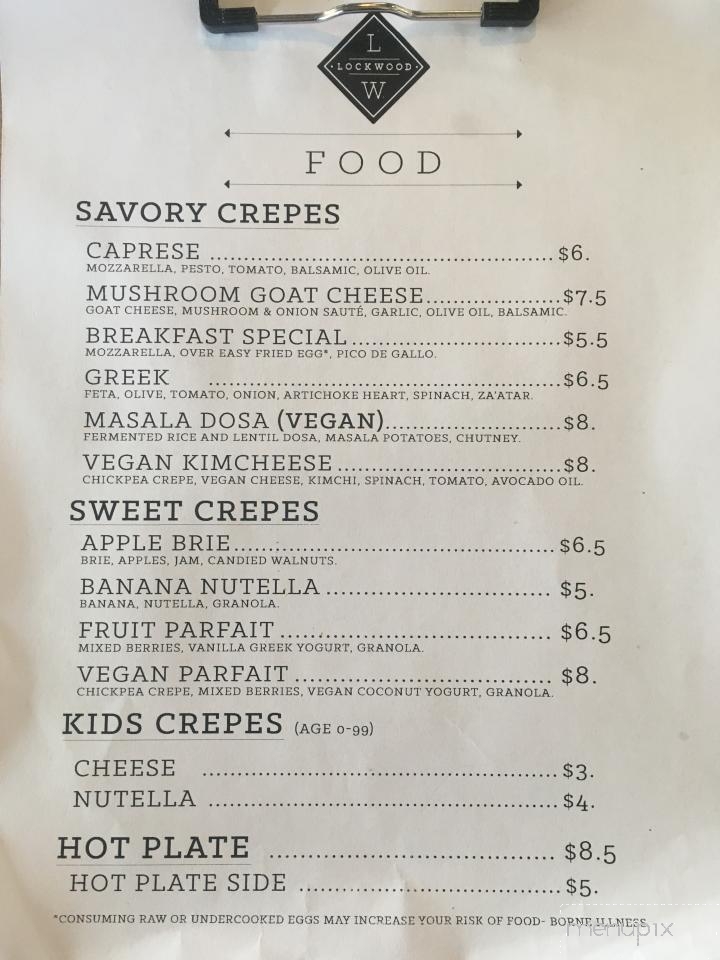 L
LOCKWOOD
W
FOOD
SAVORY CREPES
CAPRESE ........................................ $6.
MOZZARELLA, PESTO, TOMATO, BALSAMIC, OLIVE OIL.
MUSHROOM GOAT CHEESE................$7.5
GOAT CHEESE, MUSHROOM & ONION SAUTÉ, GARLIC, OLIVE OIL, BALSAMIC.
BREAKFAST SPECIAL.........................$5.5
MOZZARELLA, OVER EASY FRIED EGG*, PICO DE GALLO.
GREEK ..........................................$6.5
FETA, OLIVE, TOMATO, ONION, ARTICHOKE HEART, SPINACH, ZA'ATAR.
MASALA DOSA (VEGAN).....................$8.
FERMENTED RICE AND LENTIL DOSA, MASALA POTATOES, CHUTNEY.
VEGAN KIMCHEESE ..........................$8.
CHICKPEA CREPE, VEGAN CHEESE, KIMCHI, SPINACH, TOMATO, AVOCADO OIL.
SWEET CREPES
APPLE BRIE...................................... $6.5
BRIE, APPLES, JAM, CANDIED WALNUTS.
BANANA NUTELLA ........................... $5.
BANANA, NUTELLA, GRANOLA.
FRUIT PARFAIT ................................ $6.5
MIXED BERRIES, VANILLA GREEK YOGURT, GRANOLA.
VEGAN PARFAIT ............................... $8.
CHICKPEA CREPE, MIXED BERRIES, VEGAN COCONUT YOGURT, GRANOLA.
KIDS CREPES (AGE 0-99)
CHEESE .......................................... $3.
NUTELLA .........................................$4.
HOT PLATE ................................. $8.5
HOT PLATE SIDE .............................. $5.
*CONSUMING RAW OR UNDERCOOKED EGGS MAY INCREASE YOUR RISK OF FOOD- BORNE ILLNESS.
menupix